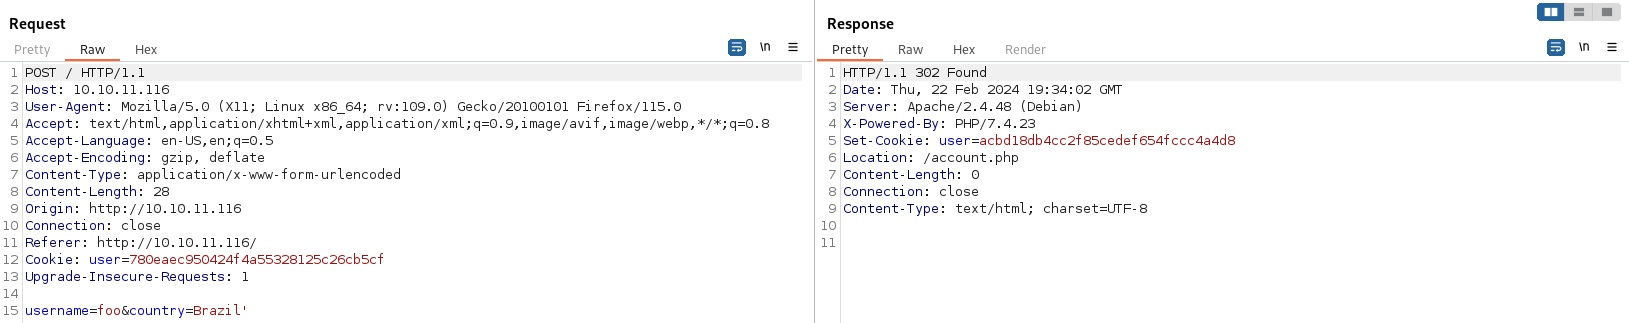 Request
Pretty Raw Hex \n
1 POST / HTTP/1.1
2 Host: 10.10.11.116
3 User-Agent: Mozilla/5.0 (X11; Linux x86_64; rv:109.0) Gecko/20100101 Firefox/115.0
4 Accept: text/html,application/xhtml+xml,application/xml;q=0.9,image/avif,image/webp,*/*;q=0.8
5 Accept-Language: en-US,en;q=0.5
6 Accept-Encoding: gzip, deflate
7 Content-Type: application/x-www-form-urlencoded
8 Content-Length: 28
9 Origin: http://10.10.11.116
10 Connection: close
11 Referer: http://10.10.11.116/
12 Cookie: user=780eaec950424f4a55328125c26cb5cf
13 Upgrade-Insecure-Requests: 1
14
15 username=foo&country=Brazil'
Response
Pretty Raw Hex Render \n
1 HTTP/1.1 302 Found
2 Date: Thu, 22 Feb 2024 19:34:02 GMT
3 Server: Apache/2.4.48 (Debian)
4 X-Powered-By: PHP/7.4.23
5 Set-Cookie: user=acbd18db4cc2f85cedef654fccc4a4d8
6 Location: /account.php
7 Content-Length: 0
8 Connection: close
9 Content-Type: text/html; charset=UTF-8
10
11